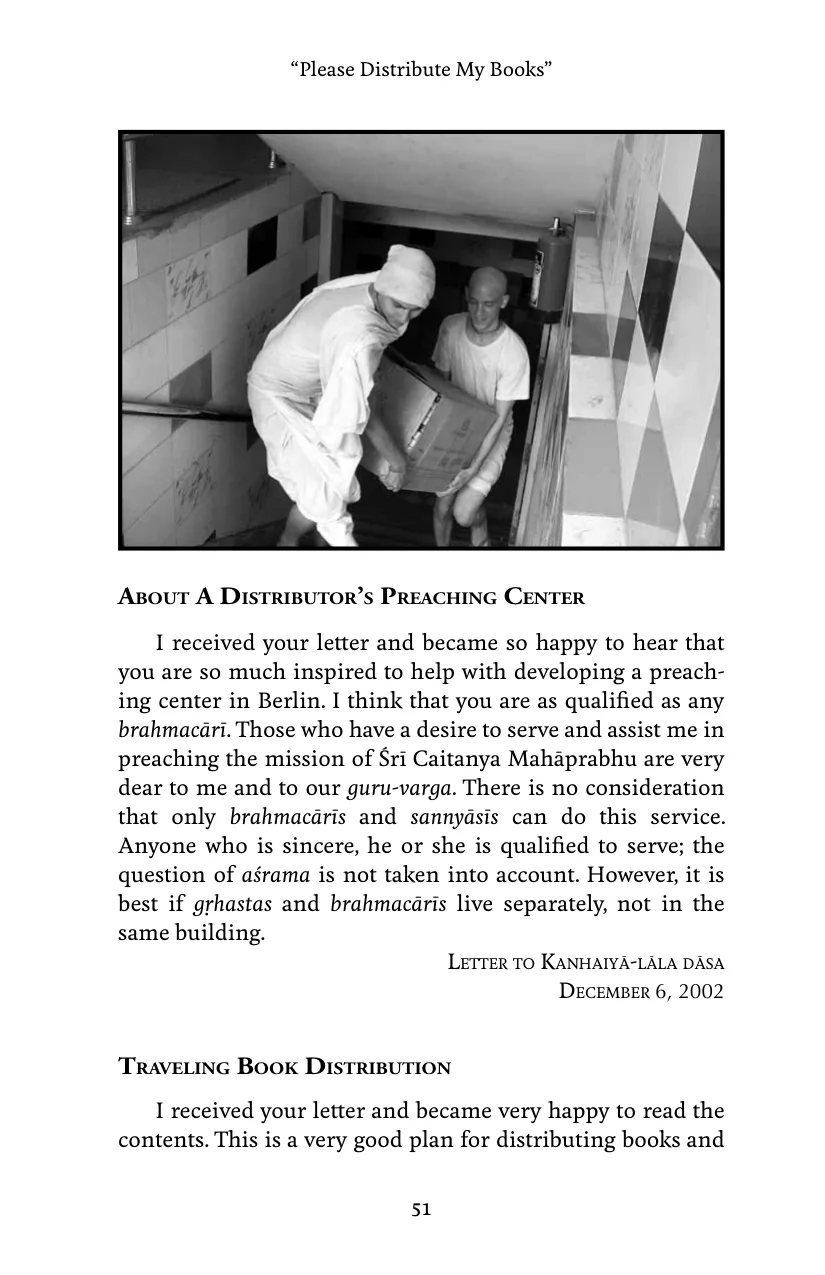 “Please Distribute My Books”
About A Distributor’s Preaching Center
I received your letter and became so happy to hear that
you are so much inspired to help with developing a preach-
ing center in Berlin. I think that you are as qualified as any
brahmacārī. Those who have a desire to serve and assist me in
preaching the mission of Śrī Caitanya Mahāprabhu are very
dear to me and to our guru-varga. There is no consideration
that only brahmacārīs and sannyāsīs can do this service.
Anyone who is sincere, he or she is qualified to serve; the
question of aśrama is not taken into account. However, it is
best if gṛhastas and brahmacārīs live separately, not in the
same building.
Letter to Kanhaiyā-lāla dāsa
December 6, 2002
Traveling Book Distribution
I received your letter and became very happy to read the
contents. This is a very good plan for distributing books and
51